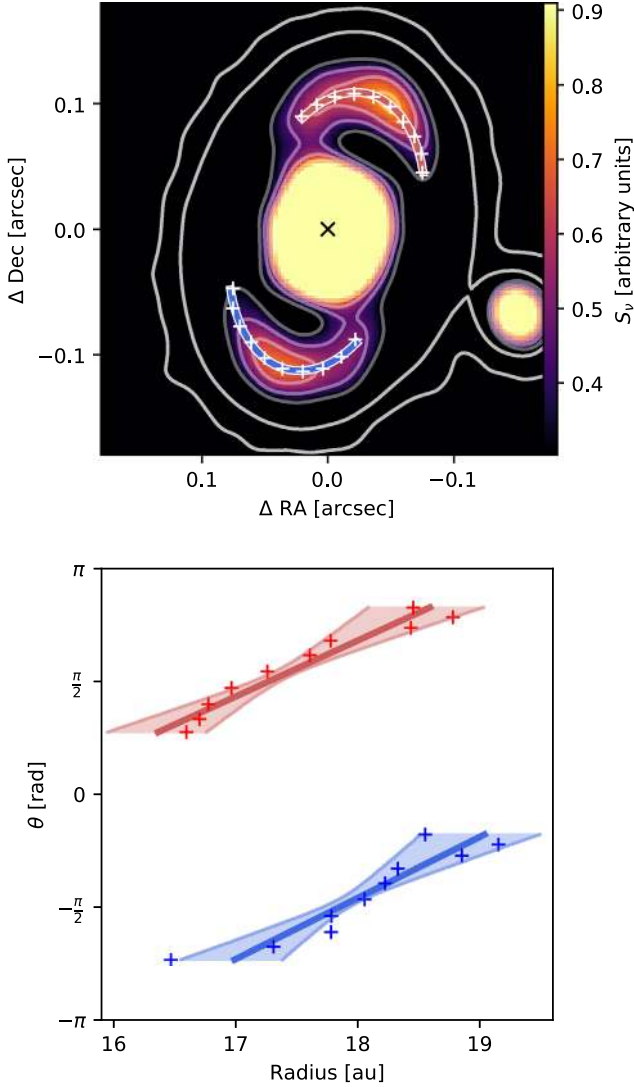 0.1
0.0
−0.1
Δ Dec [arcsec]
0.1
0.0
−0.1
Δ RA [arcsec]
0.9
0.8
0.7
0.6
0.5
0.4
S_ν [arbitrary units]
π
π/2
0
−π/2
−π
θ [rad]
16
17
18
19
Radius [au]